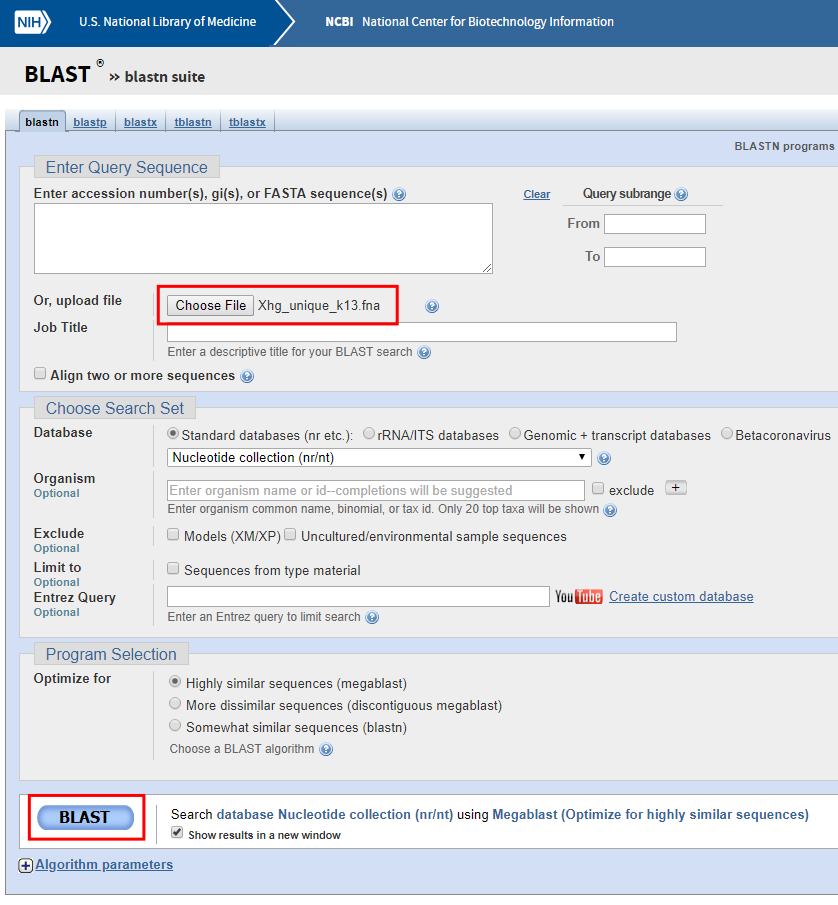 NIH U.S. National Library of Medicine NCBI National Center for Biotechnology Information
BLAST ® » blastn suite
blastn blastp blastx tblastn tblastx
BLASTN programs
Enter Query Sequence
Enter accession number(s), gi(s), or FASTA sequence(s) ? Clear Query subrange ?
From
To
Or, upload file Choose File Xhg_unique_k13.fna ?
Job Title
Enter a descriptive title for your BLAST search ?
Align two or more sequences ?
Choose Search Set
Database Standard databases (nr etc.): rRNA/ITS databases Genomic + transcript databases Betacoronavirus
Nucleotide collection (nr/nt) ▼ ?
Organism
Optional
Enter organism name or id--completions will be suggested exclude +
Enter organism common name, binomial, or tax id. Only 20 top taxa will be shown ?
Exclude
Optional
Models (XM/XP) Uncultured/environmental sample sequences
Limit to
Optional
Sequences from type material
Entrez Query
Optional
YouTube Create custom database
Enter an Entrez query to limit search ?
Program Selection
Optimize for
Highly similar sequences (megablast)
More dissimilar sequences (discontiguous megablast)
Somewhat similar sequences (blastn)
Choose a BLAST algorithm ?
BLAST
Search database Nucleotide collection (nr/nt) using Megablast (Optimize for highly similar sequences)
Show results in a new window
+ Algorithm parameters